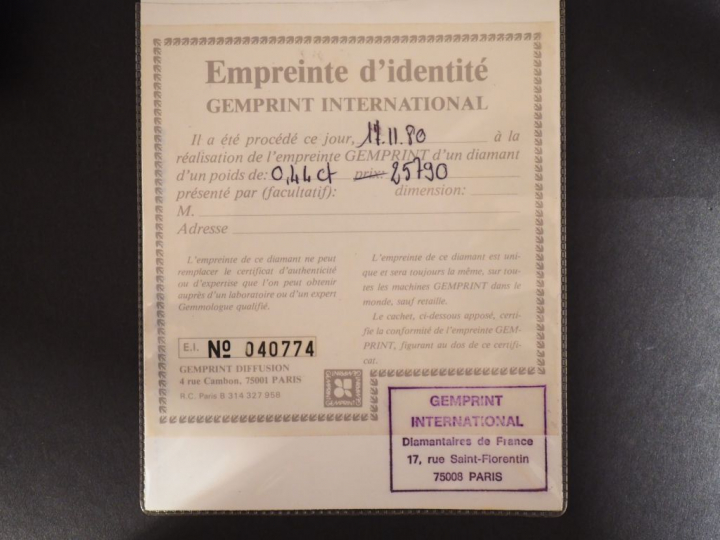 Empreinte d'identité
GEMPRINT INTERNATIONAL
Il a été procédé ce jour, 17.11.80 à la
réalisation de l'empreinte GEMPRINT d'un diamant
d'un poids de: 0,44 ct prix: 25790
présenté par (facultatif): dimension:
M.
Adresse
L'empreinte de ce diamant ne peut
remplacer le certificat d'authenticité
ou d'expertise que l'on peut obtenir
auprès d'un laboratoire ou d'un expert
Gemmologue qualifié.
L'empreinte de ce diamant est uni-
que et sera toujours la même, sur tou-
tes les machines GEMPRINT dans le
monde, sauf retaille.
Le cachet, ci-dessous apposé, certi-
fie la conformité de l'empreinte GEM-
PRINT, figurant au dos de ce certifi-
cat.
E.I. No 040774
GEMPRINT DIFFUSION
4 rue Cambon, 75001 PARIS
R.C. Paris B 314 327 956
GEMPRINT
INTERNATIONAL
Diamantaires de France
17, rue Saint-Florentin
75008 PARIS